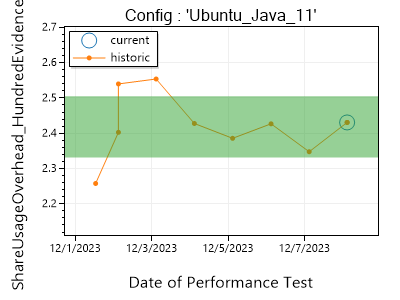 Config : 'Ubuntu_Java_11'
ShareUsageOverhead_HundredEvidence
2.7
2.6
2.5
2.4
2.3
2.2
current
historic
12/1/2023
12/3/2023
12/5/2023
12/7/2023
Date of Performance Test